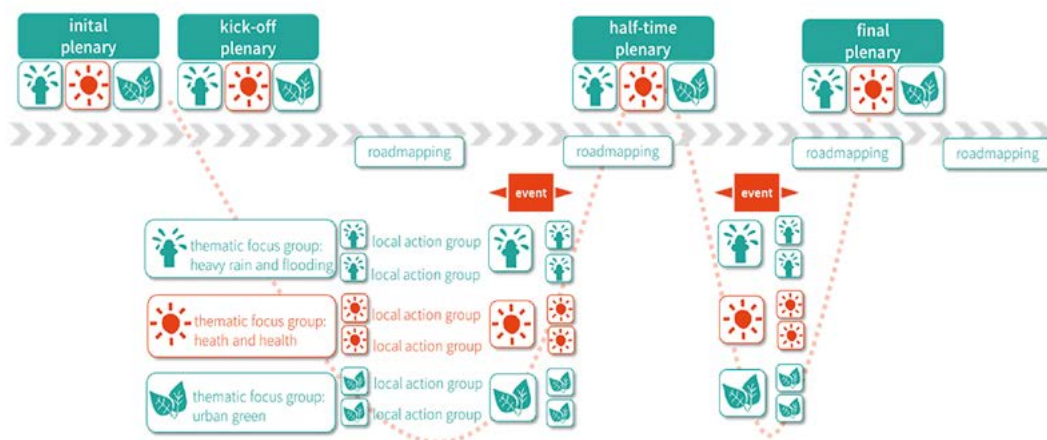 inital
plenary
kick-off
plenary
half-time
plenary
final
plenary
roadmapping
roadmapping
roadmapping
roadmapping
event
event
thematic focus group:
heavy rain and flooding
local action group
local action group
thematic focus group:
heath and health
local action group
local action group
thematic focus group:
urban green
local action group
local action group